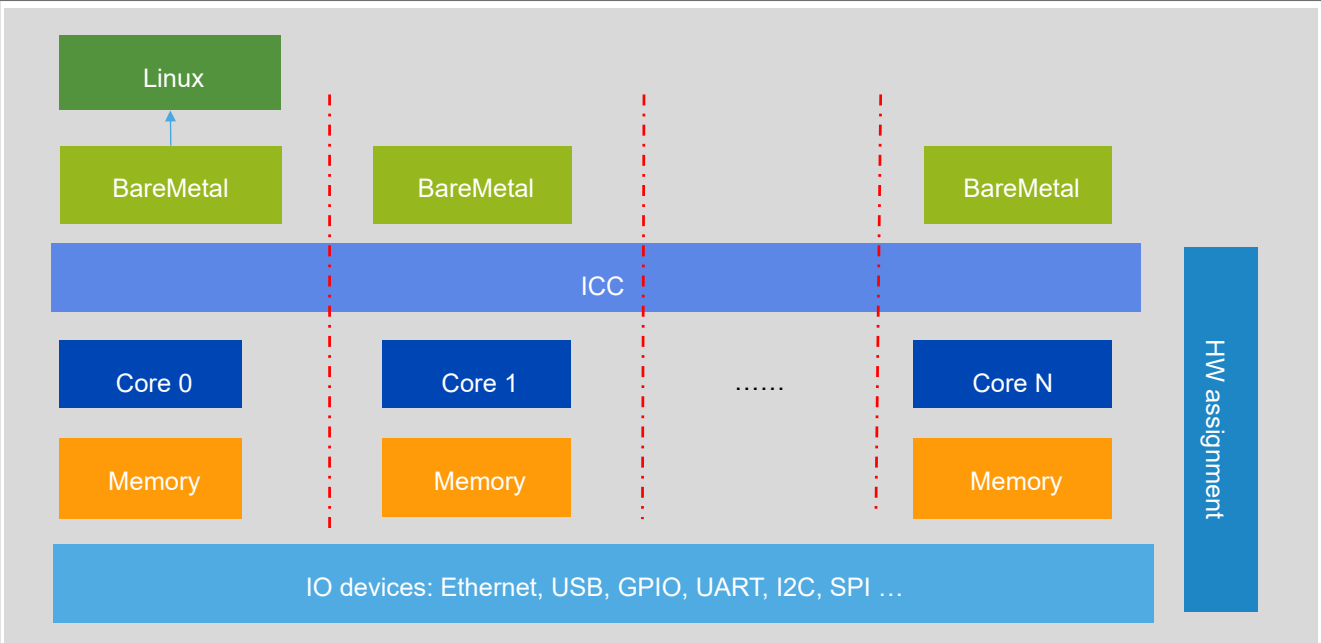 Linux
BareMetal
BareMetal
BareMetal
ICC
Core 0
Core 1
……
Core N
Memory
Memory
Memory
HW assignment
IO devices: Ethernet, USB, GPIO, UART, I2C, SPI …